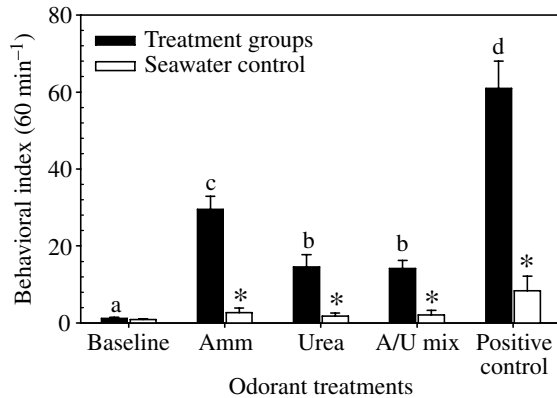 80
60
40
20
0
Behavioral index (60 min⁻¹)
Treatment groups
Seawater control
a
c
*
b
*
b
*
d
*
Baseline
Amm
Urea
A/U mix
Positive
control
Odorant treatments